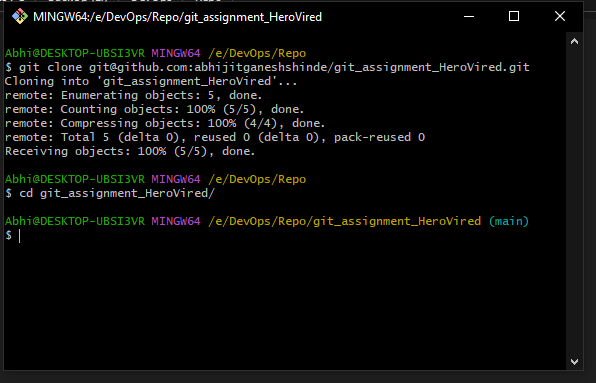 MINGW64:/e/DevOps/Repo/git_assignment_HeroVired
Abhi@DESKTOP-UBSI3VR MINGW64 /e/DevOps/Repo
$ git clone git@github.com:abhijitganeshshinde/git_assignment_HeroVired.git
Cloning into 'git_assignment_HeroVired'...
remote: Enumerating objects: 5, done.
remote: Counting objects: 100% (5/5), done.
remote: Compressing objects: 100% (4/4), done.
remote: Total 5 (delta 0), reused 0 (delta 0), pack-reused 0
Receiving objects: 100% (5/5), done.
Abhi@DESKTOP-UBSI3VR MINGW64 /e/DevOps/Repo
$ cd git_assignment_HeroVired/
Abhi@DESKTOP-UBSI3VR MINGW64 /e/DevOps/Repo/git_assignment_HeroVired (main)
$